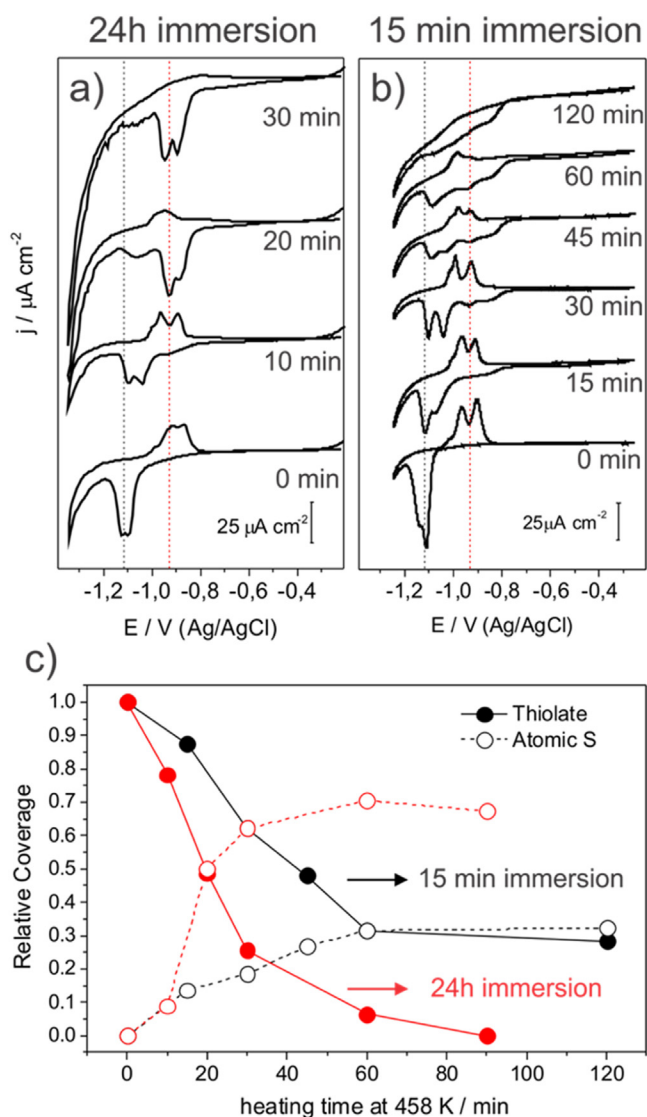 24h immersion
15 min immersion
a)
30 min
20 min
10 min
0 min
25 µA cm-2
j / µA cm-2
-1,2 -1,0 -0,8 -0,6 -0,4
E / V (Ag/AgCl)
b)
120 min
60 min
45 min
30 min
15 min
0 min
25µA cm-2
-1,2 -1,0 -0,8 -0,6 -0,4
E / V (Ag/AgCl)
c)
Thiolate
Atomic S
1.0
0.9
0.8
0.7
0.6
0.5
0.4
0.3
0.2
0.1
0.0
Relative Coverage
15 min immersion
24h immersion
0 20 40 60 80 100 120
heating time at 458 K / min